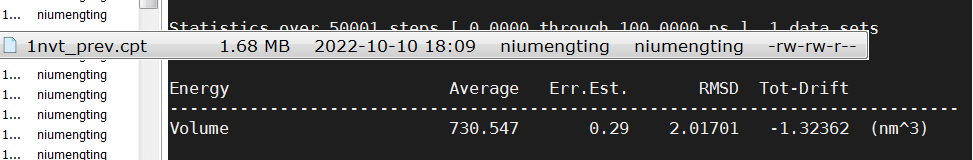 Statistics over 50001 steps [ 0.0000 through 100.0000 ps ], 1 data sets
1nvt_prev.cpt 1.68 MB 2022-10-10 18:09 niumengting niumengting -rw-rw-r--
1... niumengting
1... niumengting
Energy Average Err.Est. RMSD Tot-Drift
1... niumengting
-------------------------------------------------------------------------------
1... niumengting
Volume 730.547 0.29 2.01701 -1.32362 (nm^3)
1... niumengting